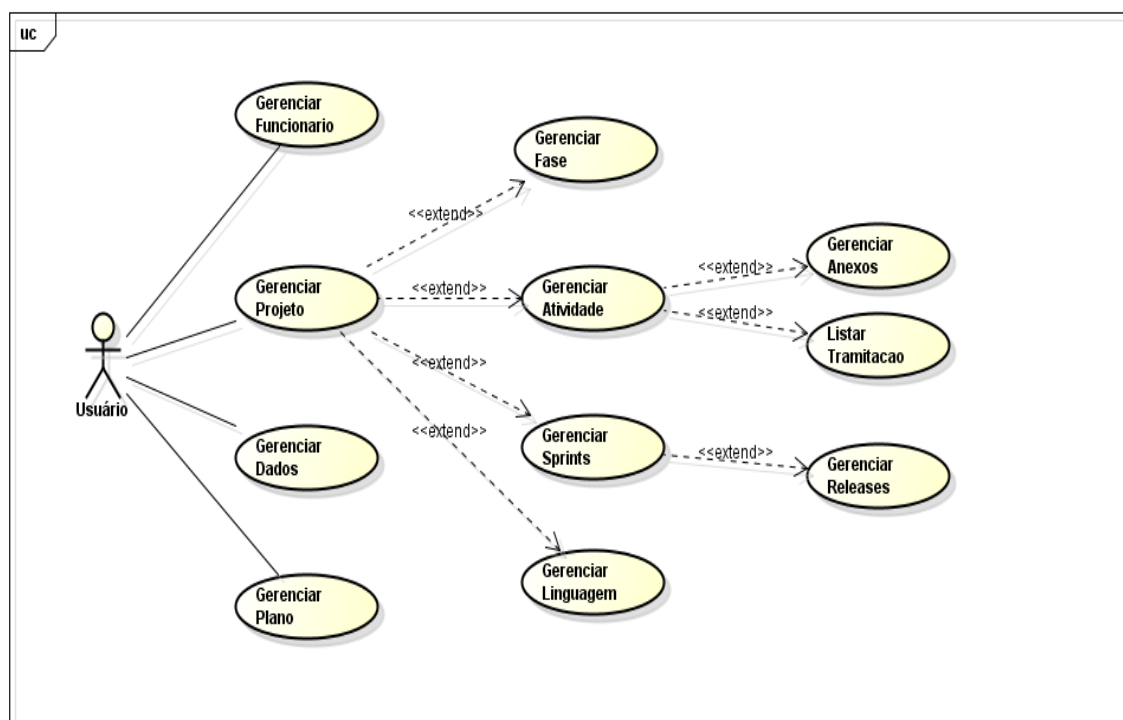 uc
Gerenciar
Funcionario
Gerenciar
Fase
<<extend>>
Gerenciar
Projeto
<<extend>>
Gerenciar
Atividade
<<extend>>
Gerenciar
Anexos
<<extend>>
Listar
Tramitacao
Usuário
<<extend>>
<<extend>>
Gerenciar
Dados
Gerenciar
Sprints
<<extend>>
Gerenciar
Releases
Gerenciar
Plano
Gerenciar
Linguagem